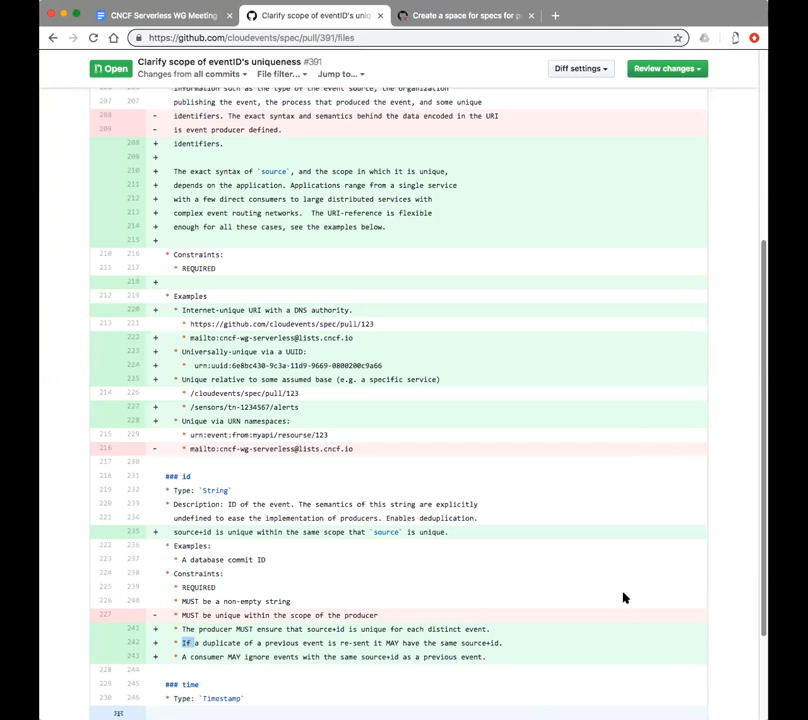 CNCF Serverless WG Meeting
Clarify scope of eventID's uniq
Create a space for specs for p
https://github.com/cloudevents/spec/pull/391/files
Open
Clarify scope of eventID's uniqueness #391
Changes from all commits File filter... Jump to...
Diff settings
Review changes
information such as the type of the event source, the organization
207 207 publishing the event, the process that produced the event, and some unique
208 - identifiers. The exact syntax and semantics behind the data encoded in the URI
209 - is event producer defined.
208 + identifiers.
209 +
210 + The exact syntax of `source`, and the scope in which it is unique,
211 + depends on the application. Applications range from a single service
212 + with a few direct consumers to large distributed services with
213 + complex event routing networks. The URI-reference is flexible
214 + enough for all these cases, see the examples below.
215 +
210 216 * Constraints:
211 217 * REQUIRED
218 +
212 219 * Examples
220 + * Internet-unique URI with a DNS authority.
213 221 * https://github.com/cloudevents/spec/pull/123
222 + * mailto:cncf-wg-serverless@lists.cncf.io
223 + * Universally-unique via a UUID:
224 + * urn:uuid:6e8bc430-9c3a-11d9-9669-0800200c9a66
225 + * Unique relative to some assumed base (e.g. a specific service)
214 226 * /cloudevents/spec/pull/123
227 + * /sensors/tn-1234567/alerts
228 + * Unique via URN namespaces:
215 229 * urn:event:from:myapi/resourse/123
216 - * mailto:cncf-wg-serverless@lists.cncf.io
217 230
218 231 ### id
219 232 * Type: `String`
220 233 * Description: ID of the event. The semantics of this string are explicitly
221 234 undefined to ease the implementation of producers. Enables deduplication.
235 + source+id is unique within the same scope that `source` is unique.
222 236 * Examples:
223 237 * A database commit ID
224 238 * Constraints:
225 239 * REQUIRED
226 240 * MUST be a non-empty string
227 - * MUST be unique within the scope of the producer
241 + * The producer MUST ensure that source+id is unique for each distinct event.
242 + * If a duplicate of a previous event is re-sent it MAY have the same source+id.
243 + * A consumer MAY ignore events with the same source+id as a previous event.
228 244
229 245 ### time
230 246 * Type: `Timestamp`